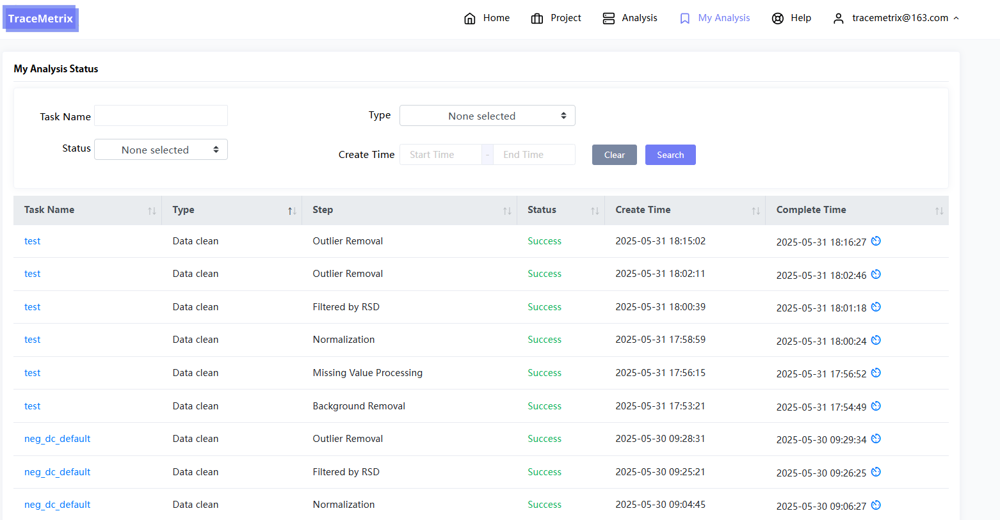 TraceMetrix Home Project Analysis My Analysis Help tracemetrix@163.com
My Analysis Status
Task Name Type None selected
Status None selected Create Time Start Time - End Time Clear Search
Task Name Type Step Status Create Time Complete Time
test Data clean Outlier Removal Success 2025-05-31 18:15:02 2025-05-31 18:16:27
test Data clean Outlier Removal Success 2025-05-31 18:02:11 2025-05-31 18:02:46
test Data clean Filtered by RSD Success 2025-05-31 18:00:39 2025-05-31 18:01:18
test Data clean Normalization Success 2025-05-31 17:58:59 2025-05-31 18:00:24
test Data clean Missing Value Processing Success 2025-05-31 17:56:15 2025-05-31 17:56:52
test Data clean Background Removal Success 2025-05-31 17:53:21 2025-05-31 17:54:49
neg_dc_default Data clean Outlier Removal Success 2025-05-30 09:28:31 2025-05-30 09:29:34
neg_dc_default Data clean Filtered by RSD Success 2025-05-30 09:25:21 2025-05-30 09:26:25
neg_dc_default Data clean Normalization Success 2025-05-30 09:04:45 2025-05-30 09:06:27